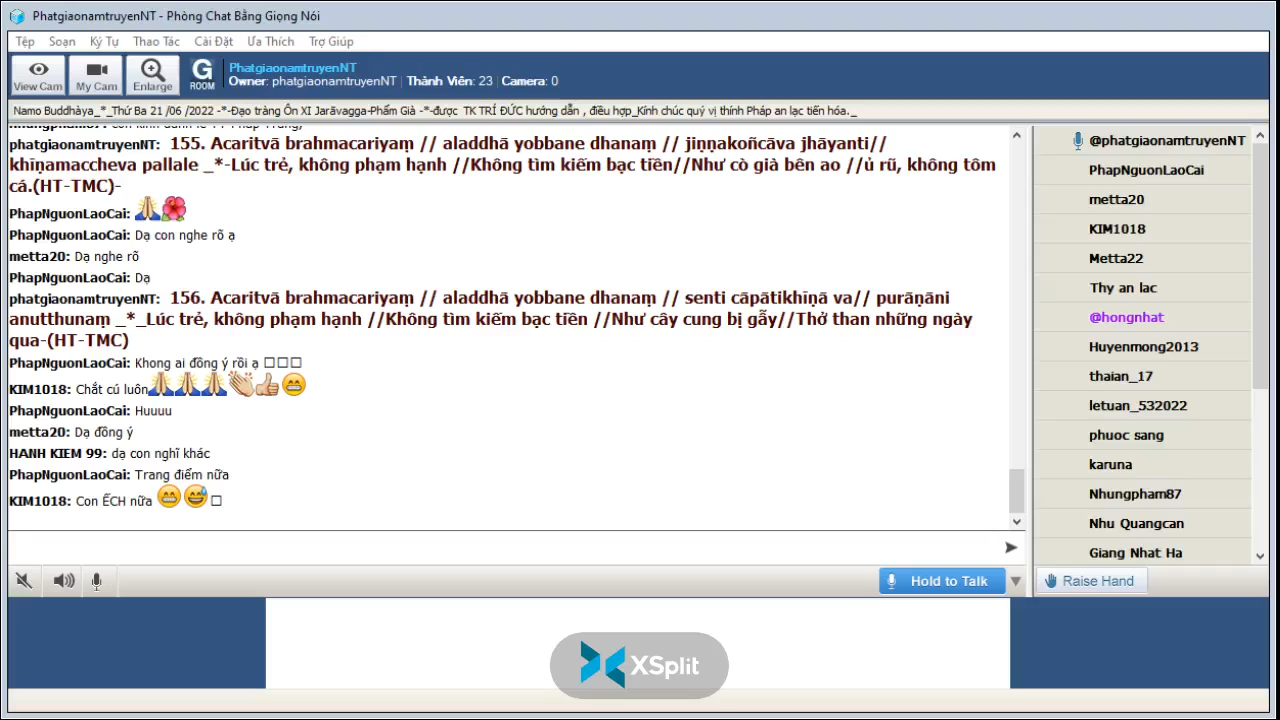 PhatgiaonamtruyenNT - Phòng Chat Bằng Giọng Nói
Tệp Soạn Ký Tự Thao Tác Cài Đặt Ưa Thích Trợ Giúp
View Cam My Cam Enlarge G ROOM
PhatgiaonamtruyenNT
Owner: phatgiaonamtruyenNT Thành Viên: 23 Camera: 0
Namo Buddhàya_*_Thứ Ba 21 /06 /2022 -*-Đạo tràng Ôn XI Jarāvagga-Phẩm Già -*-được TK TRÍ ĐỨC hướng dẫn , điều hợp_Kính chúc quý vị thính Pháp an lạc tiến hóa._
phatgiaonamtruyenNT: 155. Acaritvā brahmacariyaṃ // aladdhā yobbane dhanaṃ // jiṇṇakoñcāva jhāyanti//
khīṇamaccheva pallale _*-Lúc trẻ, không phạm hạnh //Không tìm kiếm bạc tiền//Như cò già bên ao //ủ rũ, không tôm
cá.(HT-TMC)-
PhapNguonLaoCai: 🙏🌺
PhapNguonLaoCai: Dạ con nghe rõ ạ
metta20: Dạ nghe rõ
PhapNguonLaoCai: Dạ
phatgiaonamtruyenNT: 156. Acaritvā brahmacariyaṃ // aladdhā yobbane dhanaṃ // senti cāpātikhīṇā va// purāṇāni
anutthunaṃ _*_Lúc trẻ, không phạm hạnh //Không tìm kiếm bạc tiền //Như cây cung bị gẫy//Thở than những ngày
qua-(HT-TMC)
PhapNguonLaoCai: Khong ai đồng ý rồi ạ □□□
KIM1018: Chắt cú luôn🙏🙏🙏👏👍😁
PhapNguonLaoCai: Huuuu
metta20: Dạ đồng ý
HANH KIEM 99: dạ con nghĩ khác
PhapNguonLaoCai: Trang điểm nữa
KIM1018: Con ẾCH nữa 😁😅□
@phatgiaonamtruyenNT
PhapNguonLaoCai
metta20
KIM1018
Metta22
Thy an lac
@hongnhat
Huyenmong2013
thaian_17
letuan_532022
phuoc sang
karuna
Nhungpham87
Nhu Quangcan
Giang Nhat Ha
Hold to Talk
Raise Hand
XSplit